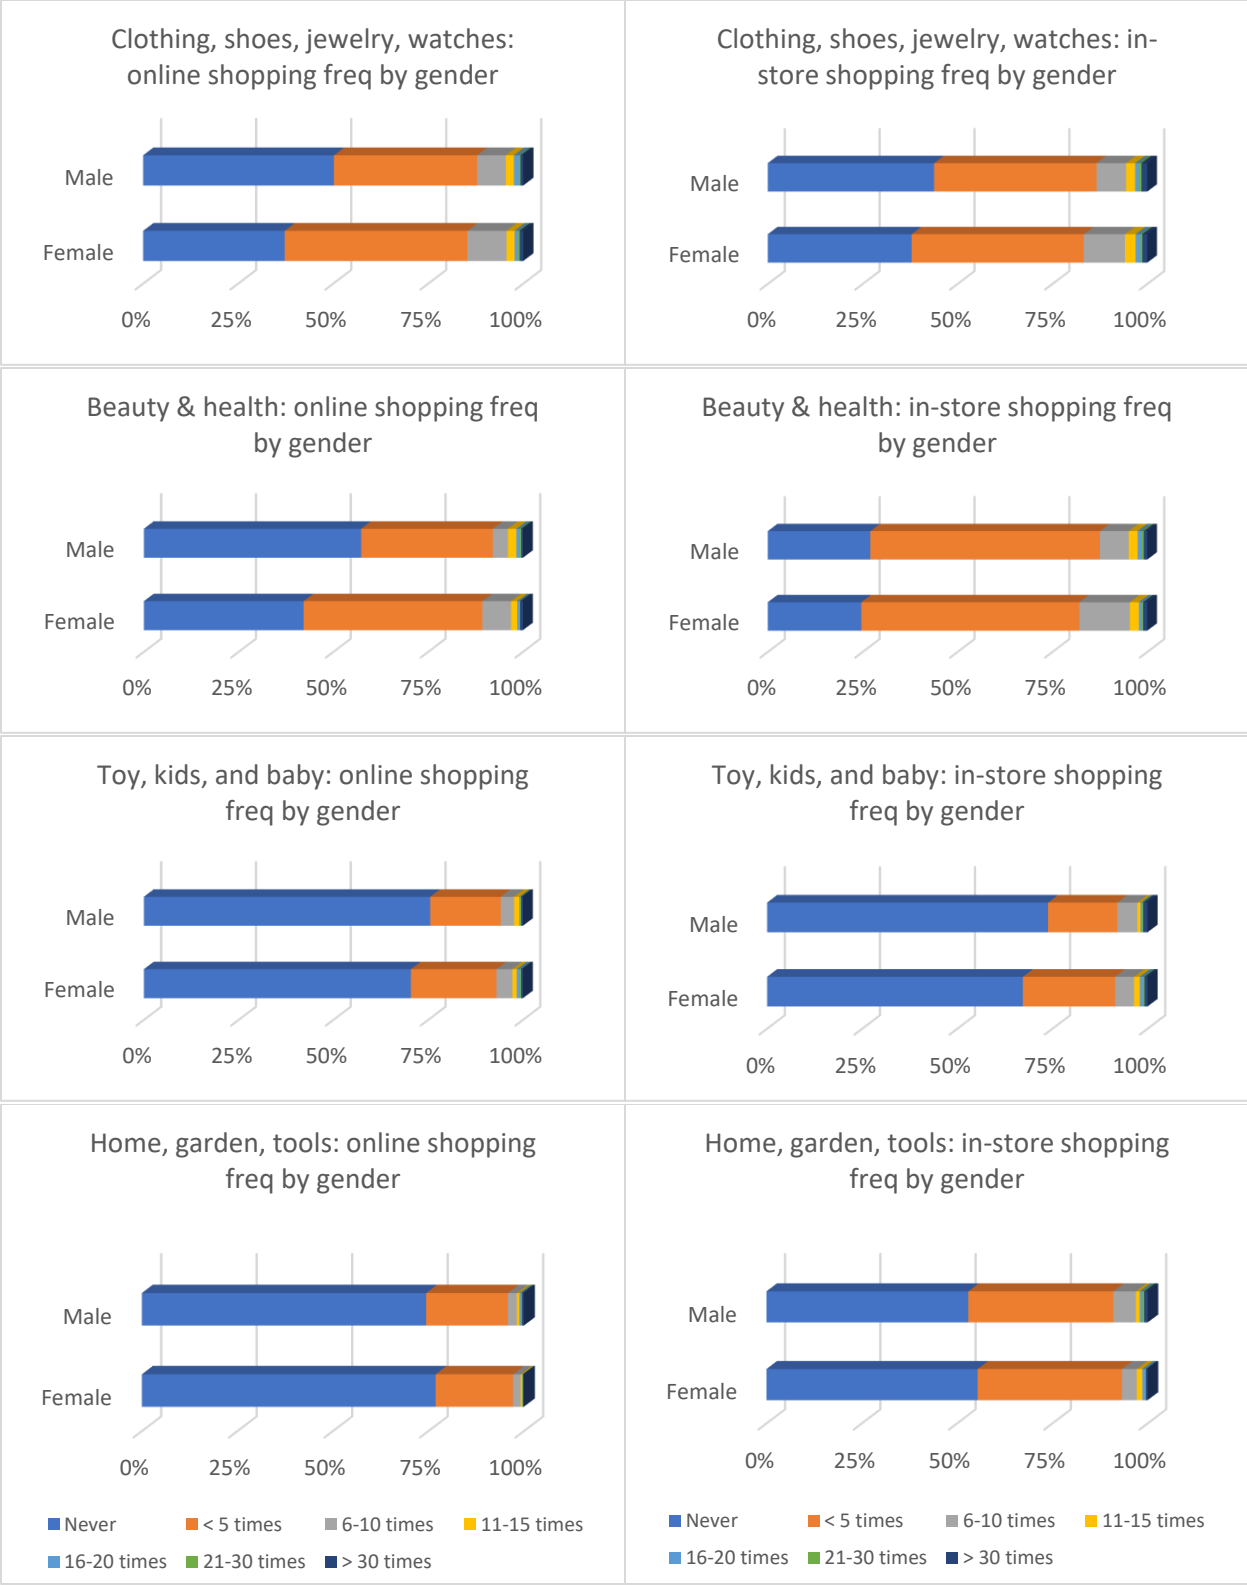 Clothing, shoes, jewelry, watches:
online shopping freq by gender
Male
Female
0% 25% 50% 75% 100%
Clothing, shoes, jewelry, watches: in-
store shopping freq by gender
Male
Female
0% 25% 50% 75% 100%
Beauty & health: online shopping freq
by gender
Male
Female
0% 25% 50% 75% 100%
Beauty & health: in-store shopping freq
by gender
Male
Female
0% 25% 50% 75% 100%
Toy, kids, and baby: online shopping
freq by gender
Male
Female
0% 25% 50% 75% 100%
Toy, kids, and baby: in-store shopping
freq by gender
Male
Female
0% 25% 50% 75% 100%
Home, garden, tools: online shopping
freq by gender
Male
Female
0% 25% 50% 75% 100%
Never < 5 times 6-10 times 11-15 times
16-20 times 21-30 times > 30 times
Home, garden, tools: in-store shopping
freq by gender
Male
Female
0% 25% 50% 75% 100%
Never < 5 times 6-10 times 11-15 times
16-20 times 21-30 times > 30 times